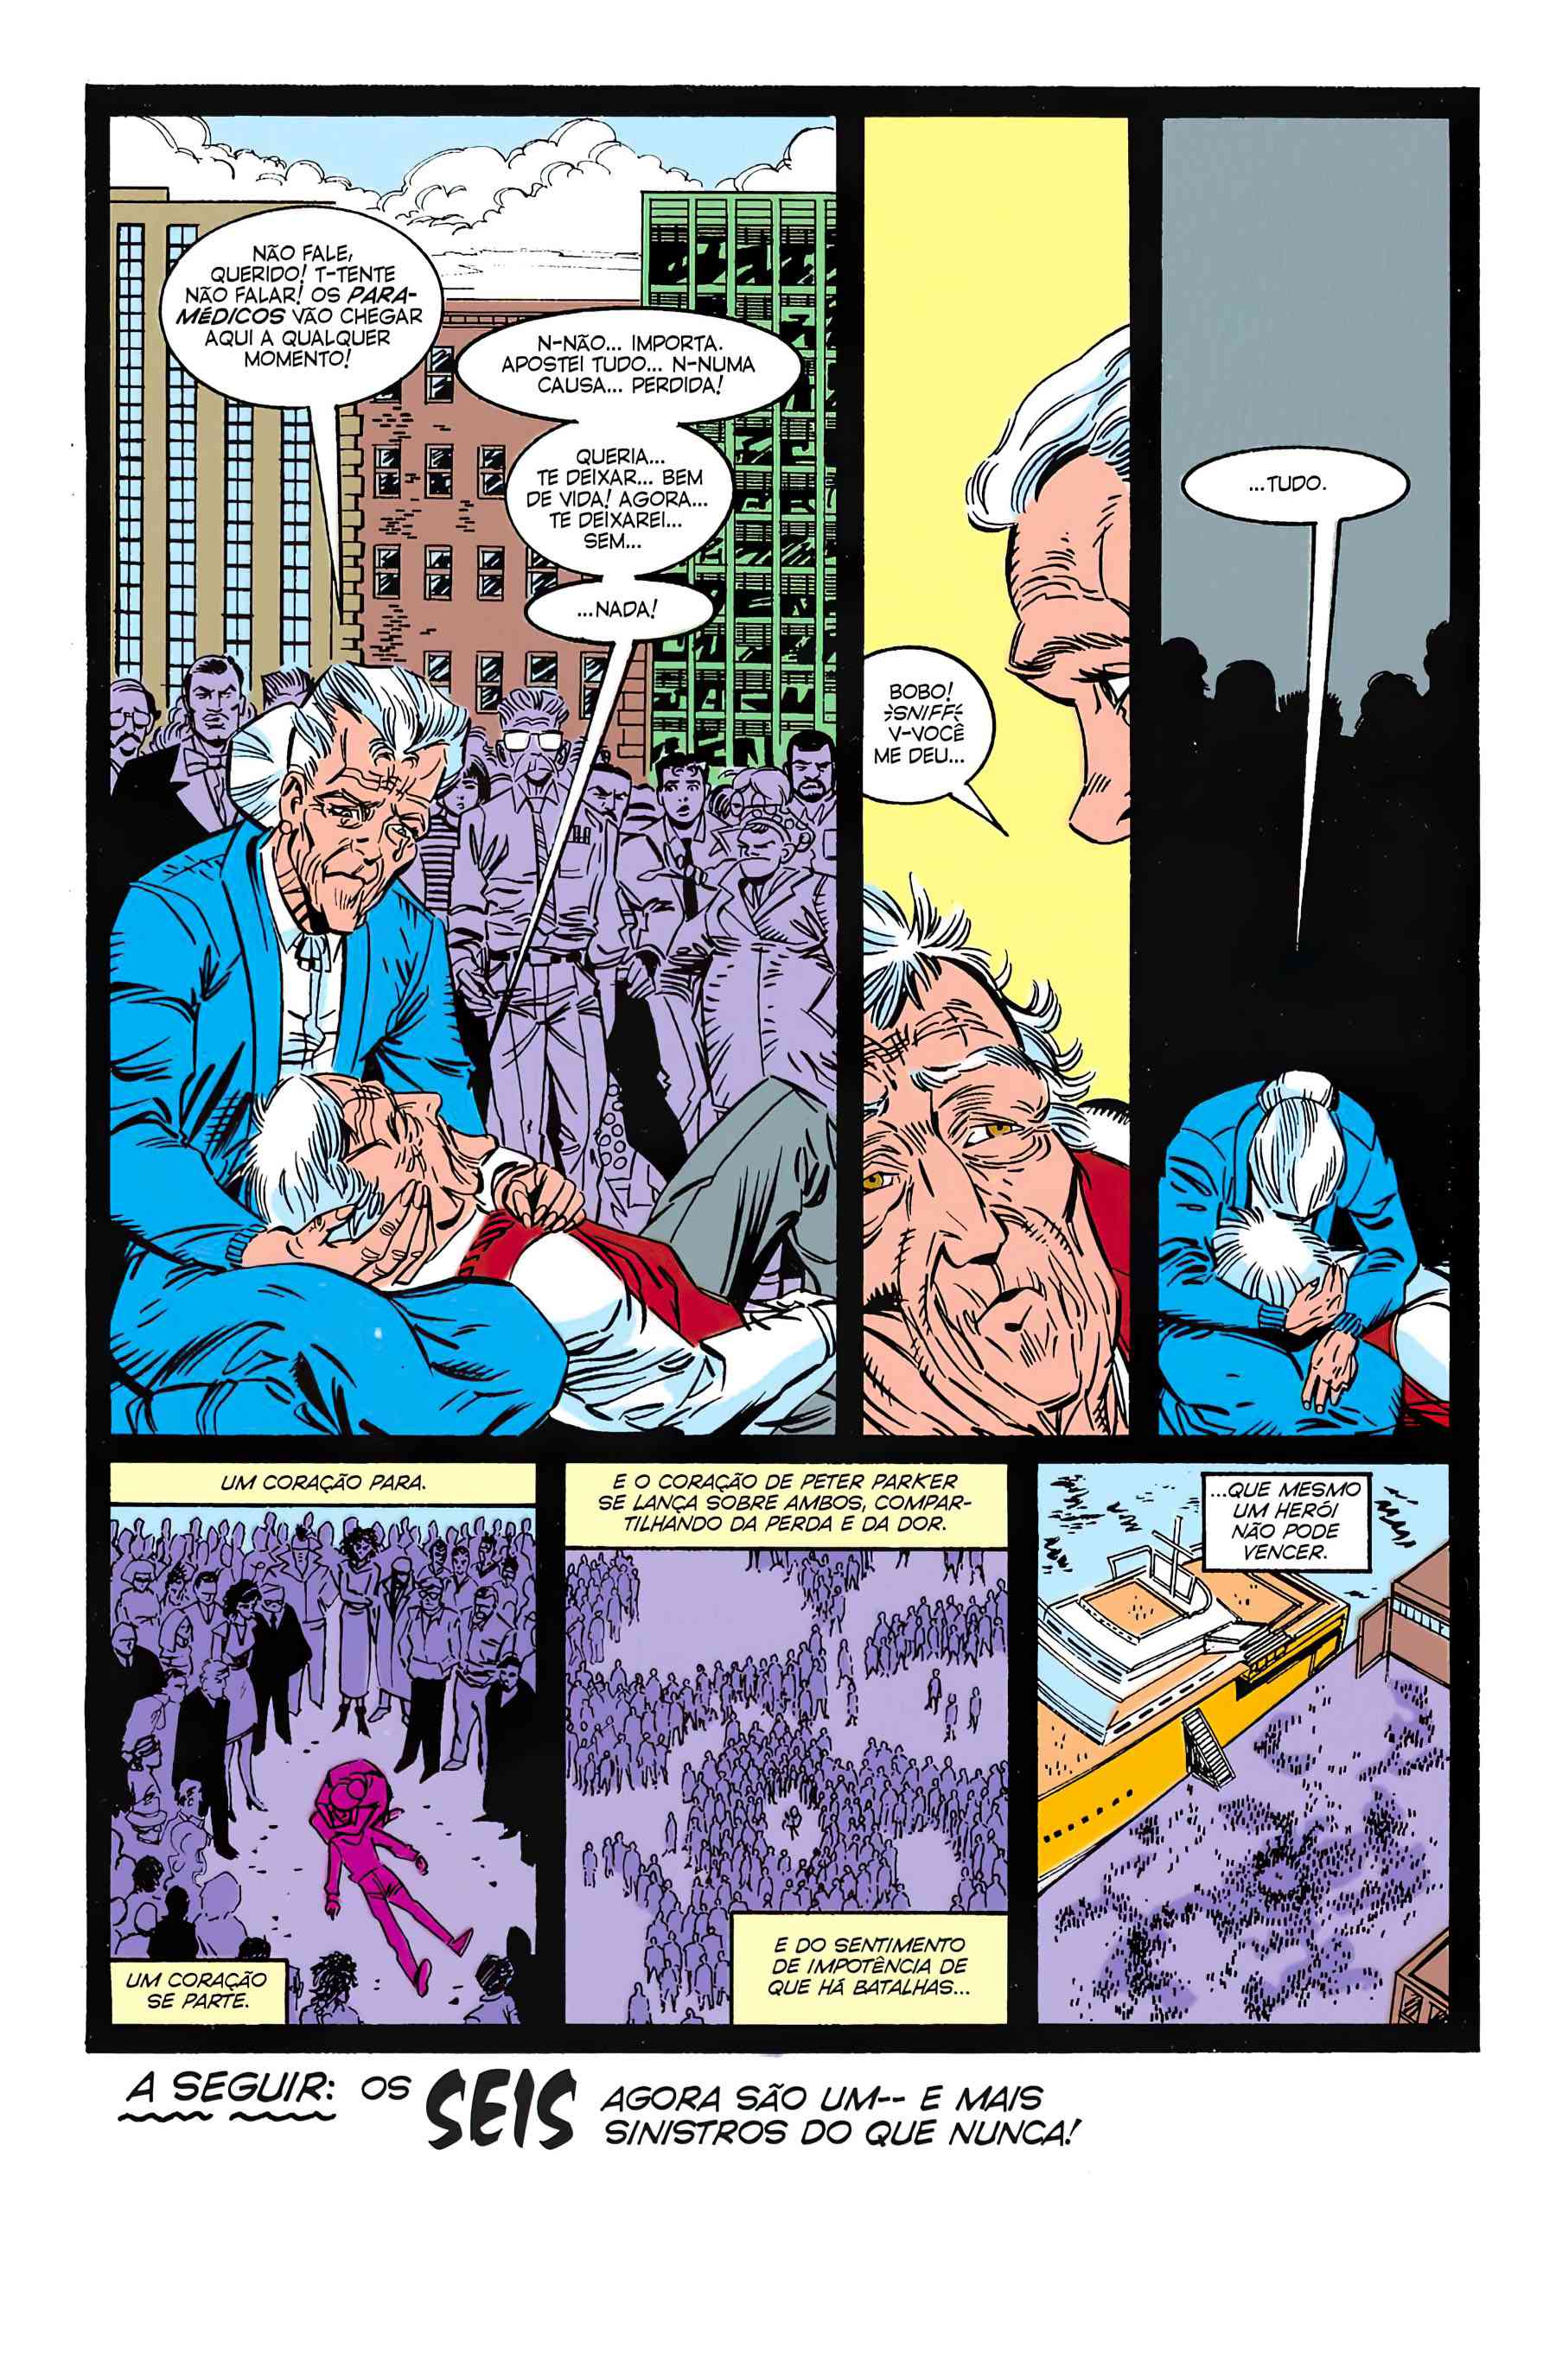 NÃO FALE,
QUERIDO! T-TENTE
NÃO FALAR! OS PARA-
MÉDICOS VÃO CHEGAR
AQUI A QUALQUER
MOMENTO!
N-NÃO... IMPORTA.
APOSTEI TUDO... N-NUMA
CAUSA... PERDIDA!
QUERIA...
TE DEIXAR... BEM
DE VIDA! AGORA...
TE DEIXAREI...
SEM...
...NADA!
BOBO!
SNIFF
V-VOCÊ
ME DEU...
...TUDO.
UM CORAÇÃO PARA.
UM CORAÇÃO
SE PARTE.
E O CORAÇÃO DE PETER PARKER
SE LANÇA SOBRE AMBOS, COMPAR-
TILHANDO DA PERDA E DA DOR.
E DO SENTIMENTO
DE IMPOTÊNCIA DE
QUE HÁ BATALHAS...
...QUE MESMO
UM HERÓI
NÃO PODE
VENCER.
A SEGUIR: OS SEIS AGORA SÃO UM-- E MAIS
SINISTROS DO QUE NUNCA!